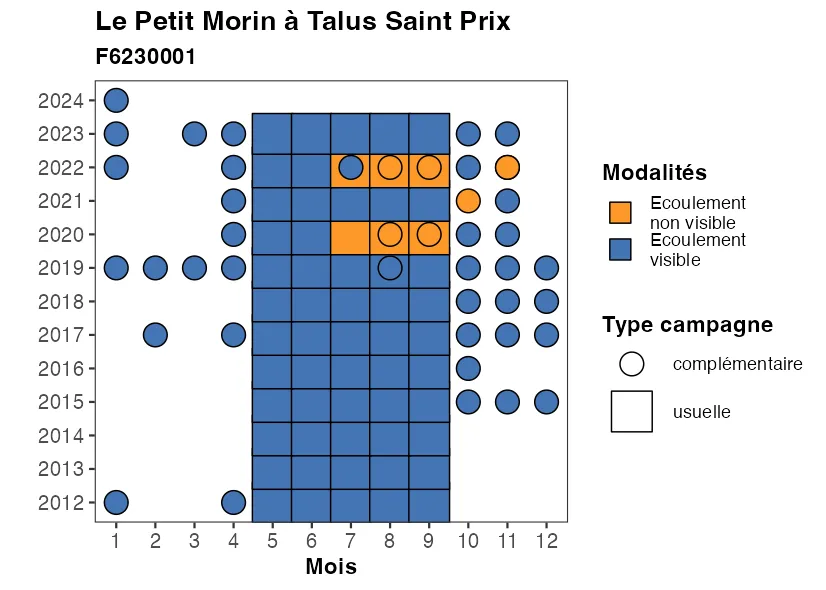 Le Petit Morin à Talus Saint Prix
F6230001
2024
2023
2022
2021
2020
2019
2018
2017
2016
2015
2014
2013
2012
1 2 3 4 5 6 7 8 9 10 11 12
Mois
Modalités
Ecoulement
non visible
Ecoulement
visible
Type campagne
complémentaire
usuelle